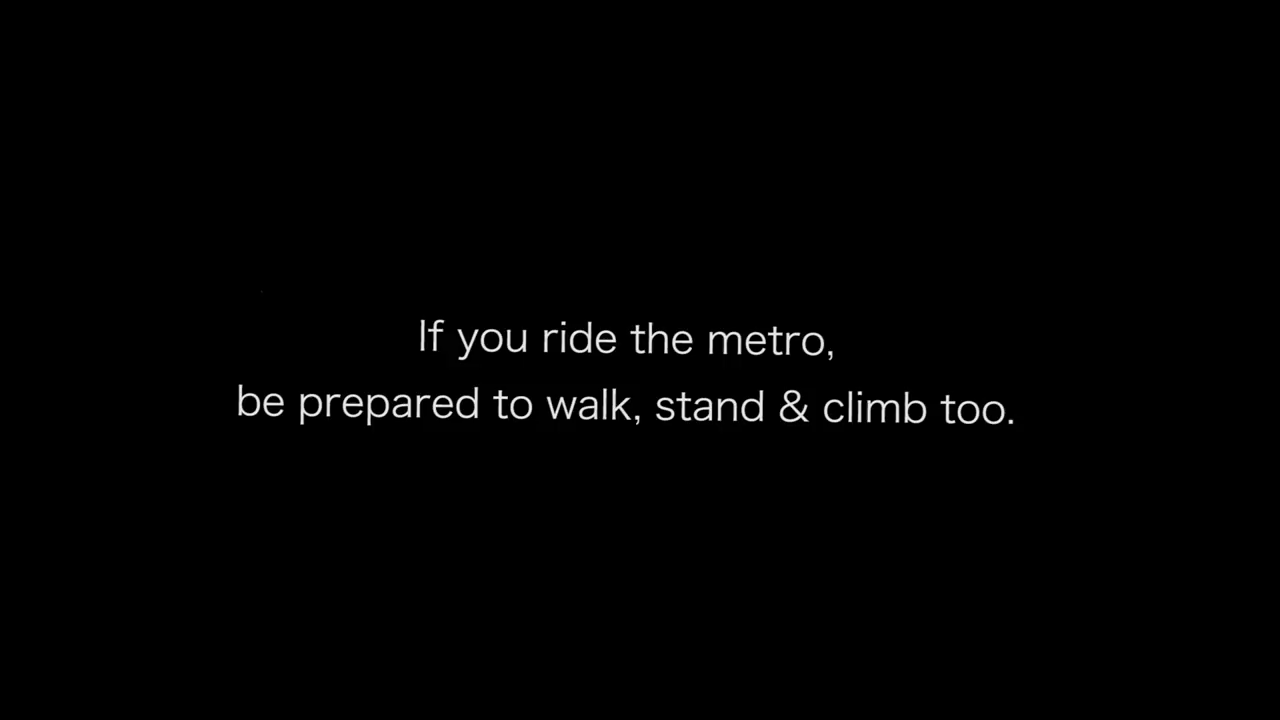 If you ride the metro,
be prepared to walk, stand & climb too.